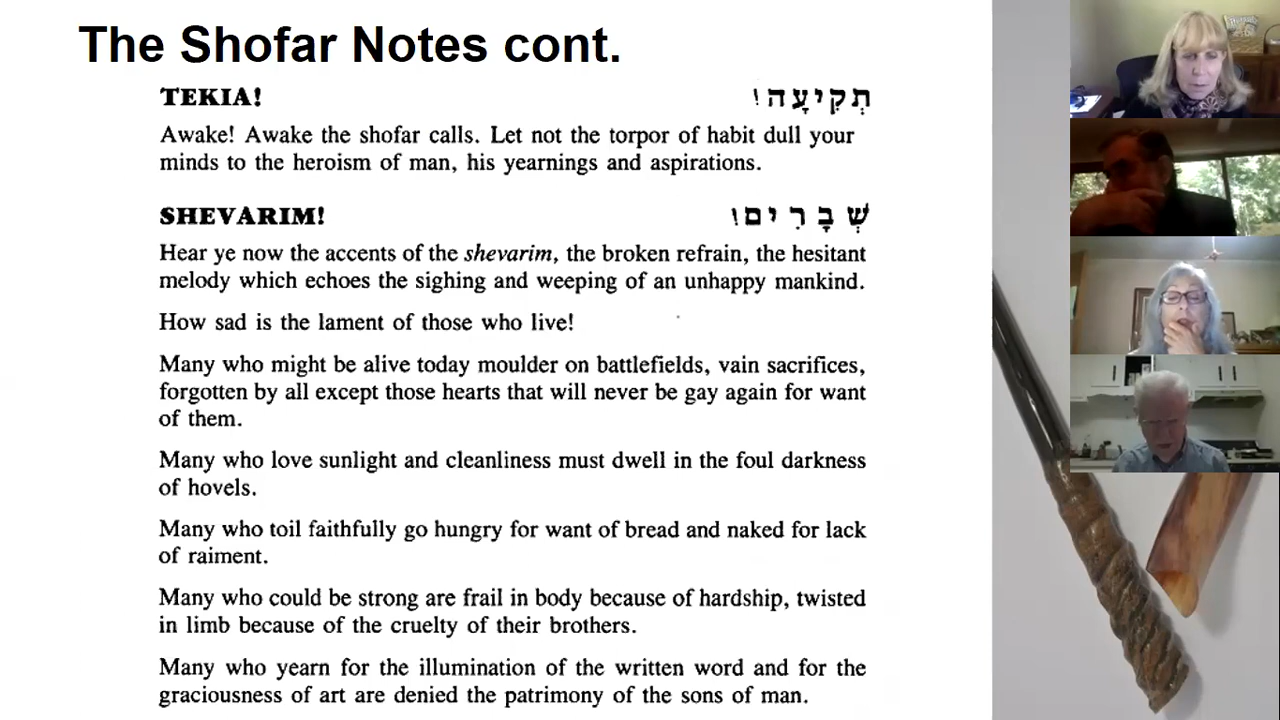 The Shofar Notes cont.
TEKIA! תְּקִיעָה!
Awake! Awake the shofar calls. Let not the torpor of habit dull your
minds to the heroism of man, his yearnings and aspirations.
SHEVARIM! שְׁבָרִים!
Hear ye now the accents of the shevarim, the broken refrain, the hesitant
melody which echoes the sighing and weeping of an unhappy mankind.
How sad is the lament of those who live!
Many who might be alive today moulder on battlefields, vain sacrifices,
forgotten by all except those hearts that will never be gay again for want
of them.
Many who love sunlight and cleanliness must dwell in the foul darkness
of hovels.
Many who toil faithfully go hungry for want of bread and naked for lack
of raiment.
Many who could be strong are frail in body because of hardship, twisted
in limb because of the cruelty of their brothers.
Many who yearn for the illumination of the written word and for the
graciousness of art are denied the patrimony of the sons of man.